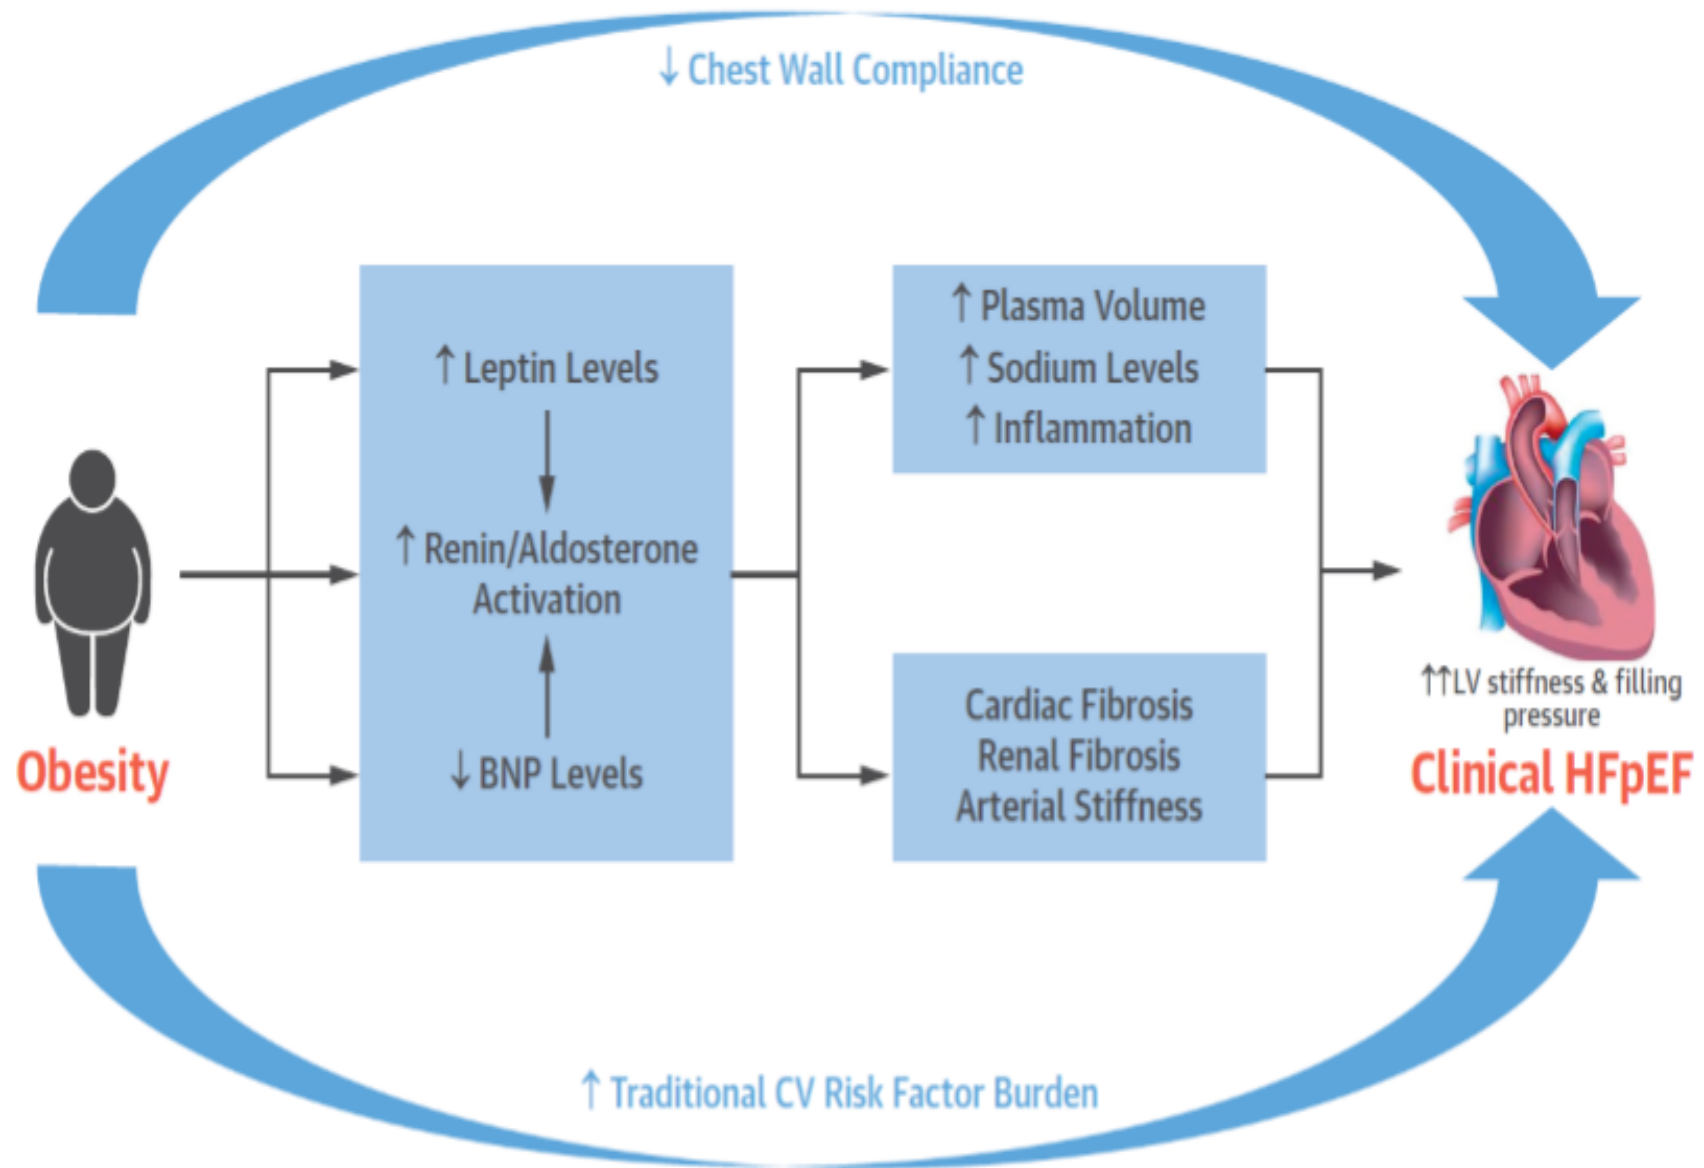 ↓ Chest Wall Compliance
↑ Leptin Levels
↑ Renin/Aldosterone
Activation
↓ BNP Levels
↑ Plasma Volume
↑ Sodium Levels
↑ Inflammation
Cardiac Fibrosis
Renal Fibrosis
Arterial Stiffness
Obesity
↑↑LV stiffness & filling
pressure
Clinical HFpEF
↑ Traditional CV Risk Factor Burden